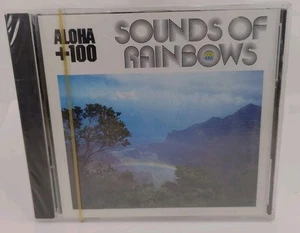 ALOHA
+100
SOUNDS OF
RAINBOWS